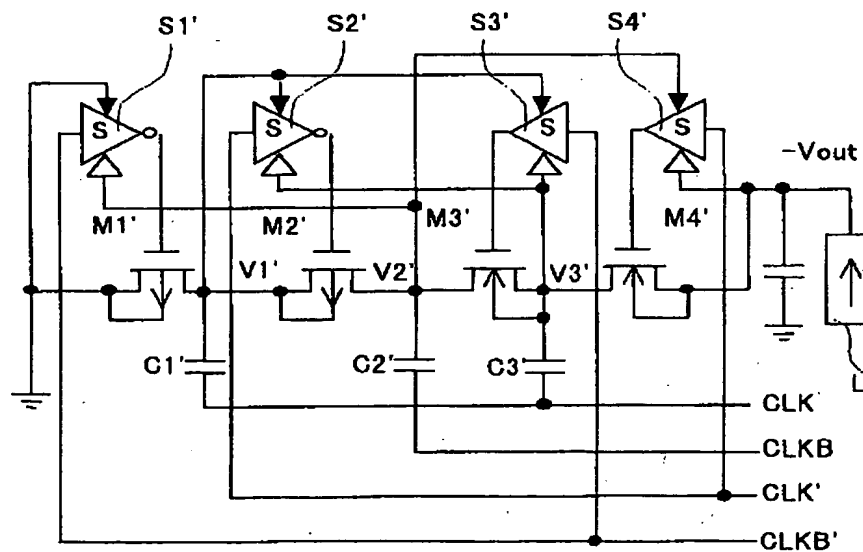 S1' S2' S3' S4'
S S S S
-Vout
M1' M2' M3' M4'
V1' V2' V3'
C1' C2' C3'
L
CLK
CLKB
CLK'
CLKB'